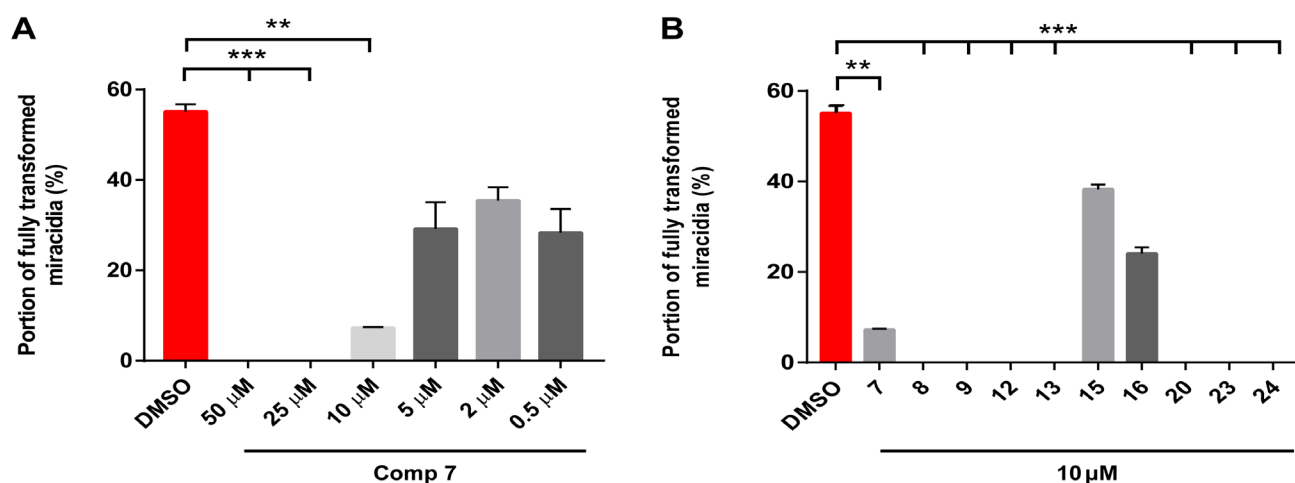 A
**
***
Portion of fully transformed
miracidia (%)
60
40
20
0
DMSO
50 μM
25 μM
10 μM
5 μM
2 μM
0.5 μM
Comp 7
B
***
**
Portion of fully transformed
miracidia (%)
60
40
20
0
DMSO
7
8
9
12
13
15
16
20
23
24
10 μM